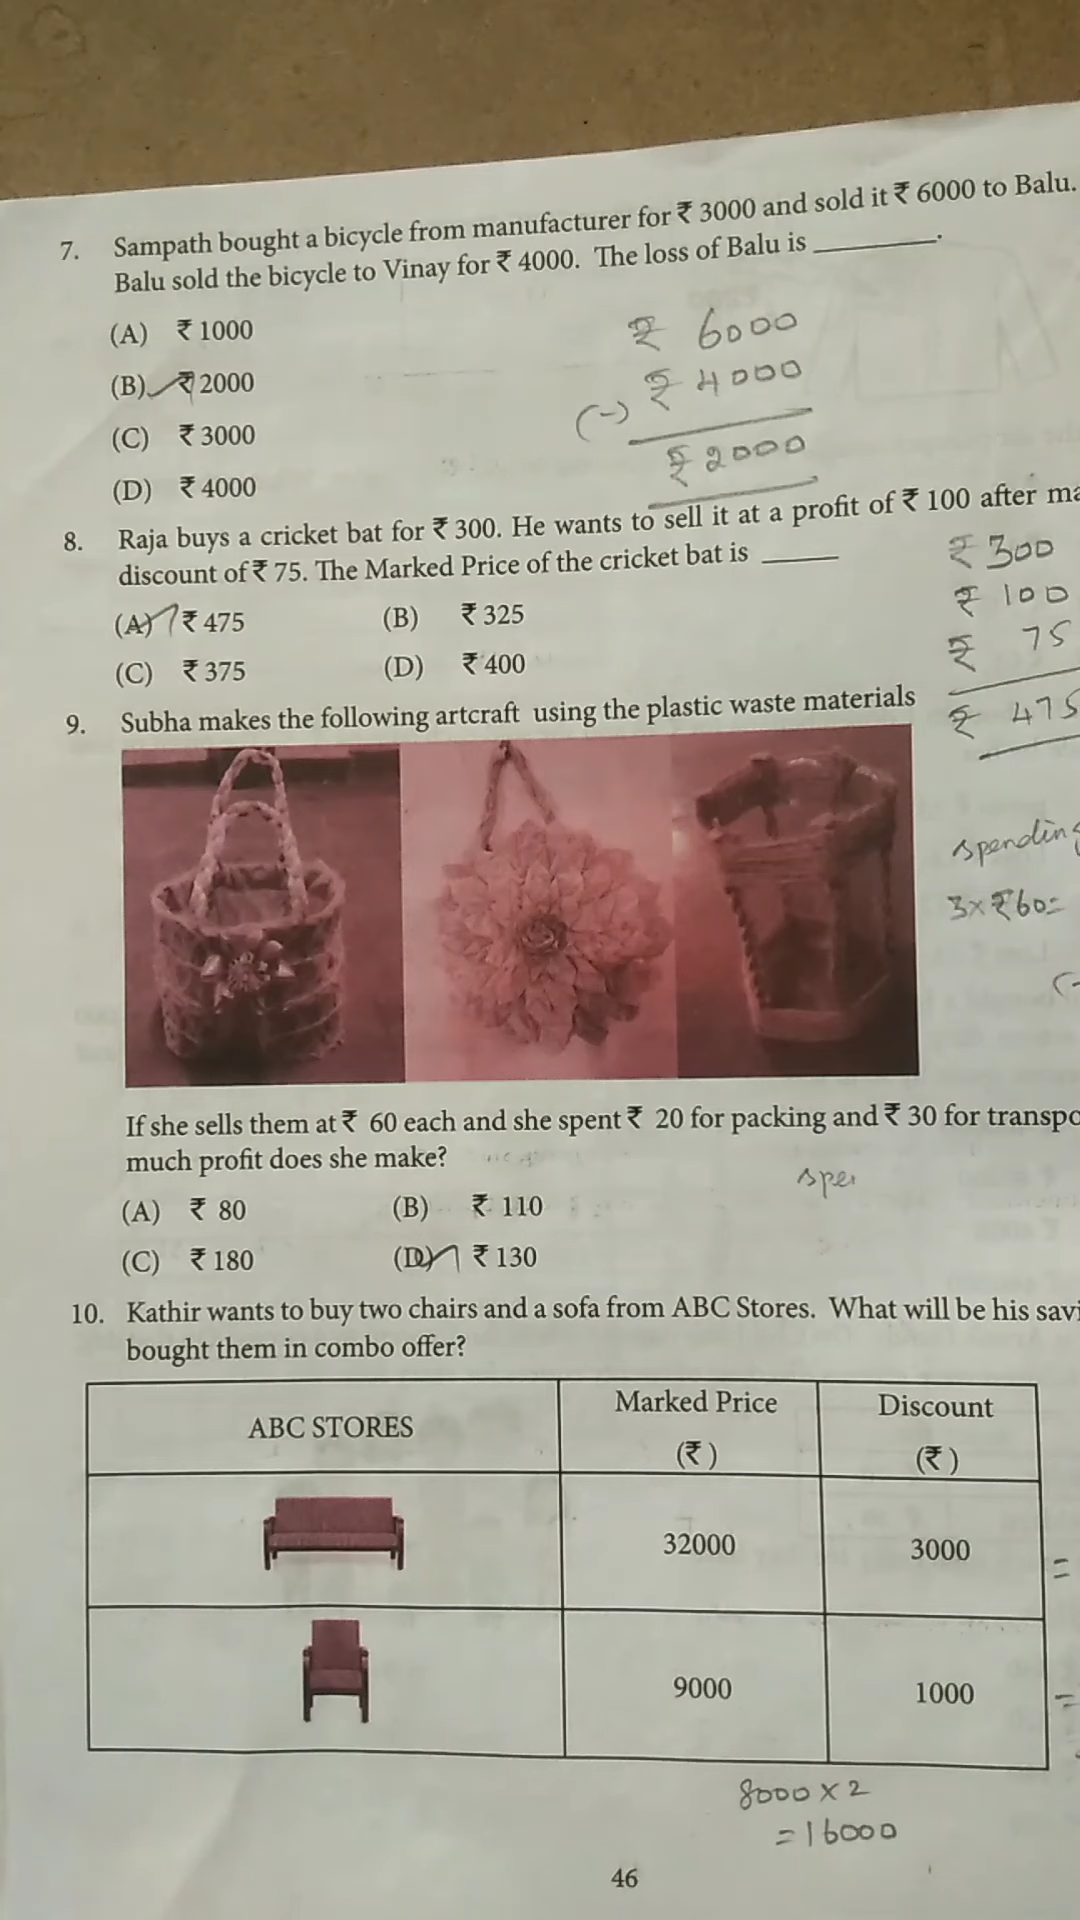 7. Sampath bought a bicycle from manufacturer for ₹ 3000 and sold it ₹ 6000 to Balu.
Balu sold the bicycle to Vinay for ₹ 4000. The loss of Balu is ________.
(A) ₹ 1000
(B) ₹ 2000
(C) ₹ 3000
(D) ₹ 4000
₹ 6000
(-) ₹ 4000
₹ 2000
8. Raja buys a cricket bat for ₹ 300. He wants to sell it at a profit of ₹ 100 after
discount of ₹ 75. The Marked Price of the cricket bat is ______
(A) ₹ 475 (B) ₹ 325
(C) ₹ 375 (D) ₹ 400
₹ 300
₹ 100
₹ 75
₹ 475
9. Subha makes the following artcraft using the plastic waste materials
3×₹60=
If she sells them at ₹ 60 each and she spent ₹ 20 for packing and ₹ 30 for
much profit does she make?
(A) ₹ 80 (B) ₹ 110
(C) ₹ 180 (D) ₹ 130
10. Kathir wants to buy two chairs and a sofa from ABC Stores. What will be his
bought them in combo offer?
ABC STORES Marked Price (₹) Discount (₹)
32000 3000 =
9000 1000 =
8000 × 2
= 16000
46